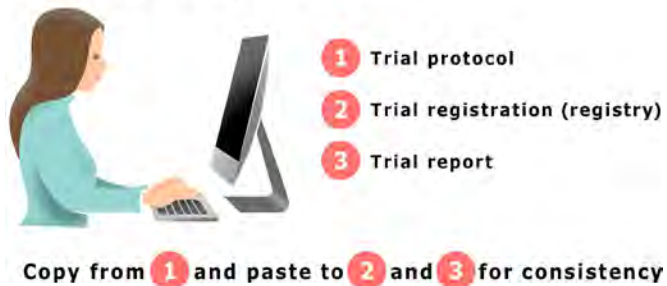 1 Trial protocol
2 Trial registration (registry)
3 Trial report
Copy from 1 and paste to 2 and 3 for consistency